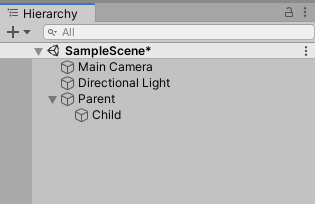 Hierarchy
All
SampleScene*
Main Camera
Directional Light
Parent
Child